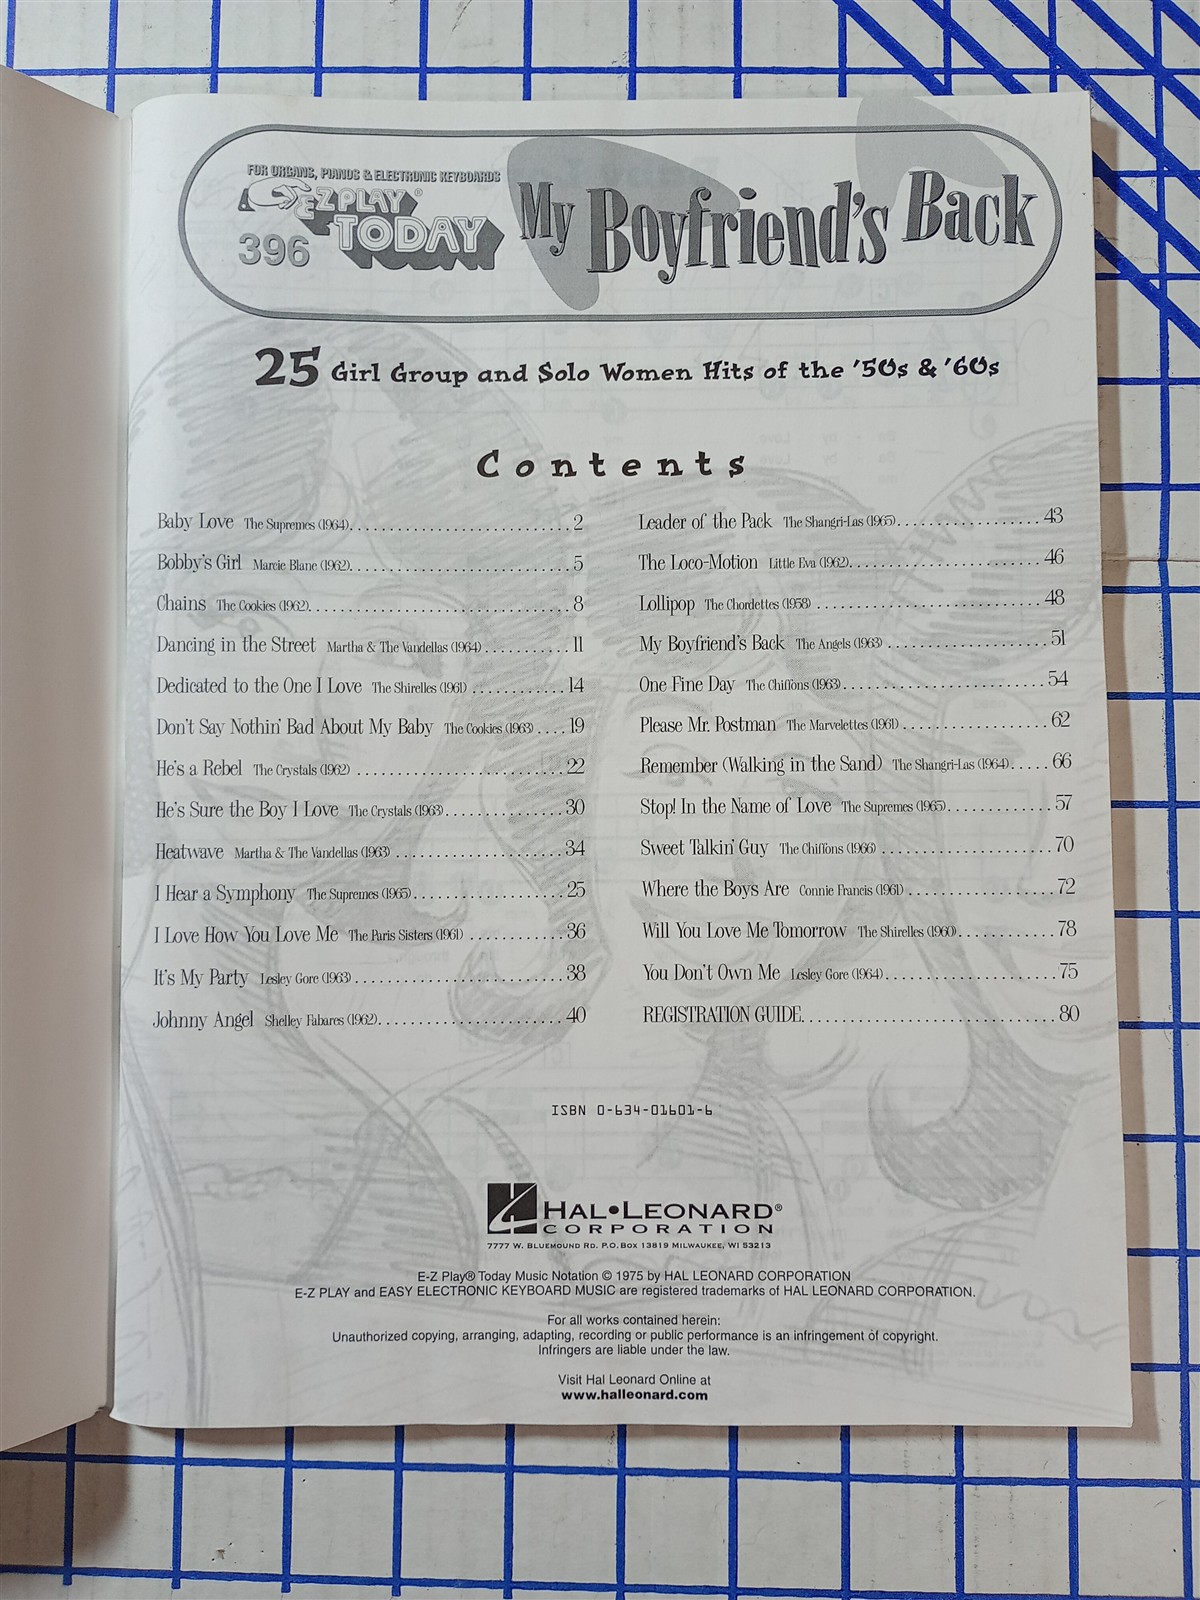 FOR ORGANS, PIANOS & ELECTRONIC KEYBOARDS
E-Z PLAY® TODAY
396
My Boyfriend's Back
25 Girl Group and Solo Women Hits of the '50s & '60s
Contents
Baby Love The Supremes (1964) 2
Bobby's Girl Marcie Blane (1962) 5
Chains The Cookies (1962) 8
Dancing in the Street Martha & The Vandellas (1964) 11
Dedicated to the One I Love The Shirelles (1961) 14
Don't Say Nothin' Bad About My Baby The Cookies (1963) 19
He's a Rebel The Crystals (1962) 22
He's Sure the Boy I Love The Crystals (1963) 30
Heatwave Martha & The Vandellas (1963) 34
I Hear a Symphony The Supremes (1965) 25
I Love How You Love Me The Paris Sisters (1961) 36
It's My Party Lesley Gore (1963) 38
Johnny Angel Shelley Fabares (1962) 40
Leader of the Pack The Shangri-Las (1965) 43
The Loco-Motion Little Eva (1962) 46
Lollipop The Chordettes (1958) 48
My Boyfriend's Back The Angels (1963) 51
One Fine Day The Chiffons (1963) 54
Please Mr. Postman The Marvelettes (1961) 62
Remember (Walking in the Sand) The Shangri-Las (1964) 66
Stop! In the Name of Love The Supremes (1965) 57
Sweet Talkin' Guy The Chiffons (1966) 70
Where the Boys Are Connie Francis (1961) 72
Will You Love Me Tomorrow The Shirelles (1960) 78
You Don't Own Me Lesley Gore (1964) 75
REGISTRATION GUIDE 80
ISBN 0-634-01601-6
HAL•LEONARD®
CORPORATION
7777 W. BLUEMOUND RD. P.O. BOX 13819 MILWAUKEE, WI 53213
E-Z Play® Today Music Notation © 1975 by HAL LEONARD CORPORATION
E-Z PLAY and EASY ELECTRONIC KEYBOARD MUSIC are registered trademarks of HAL LEONARD CORPORATION.
For all works contained herein:
Unauthorized copying, arranging, adapting, recording or public performance is an infringement of copyright.
Infringers are liable under the law.
Visit Hal Leonard Online at
www.halleonard.com